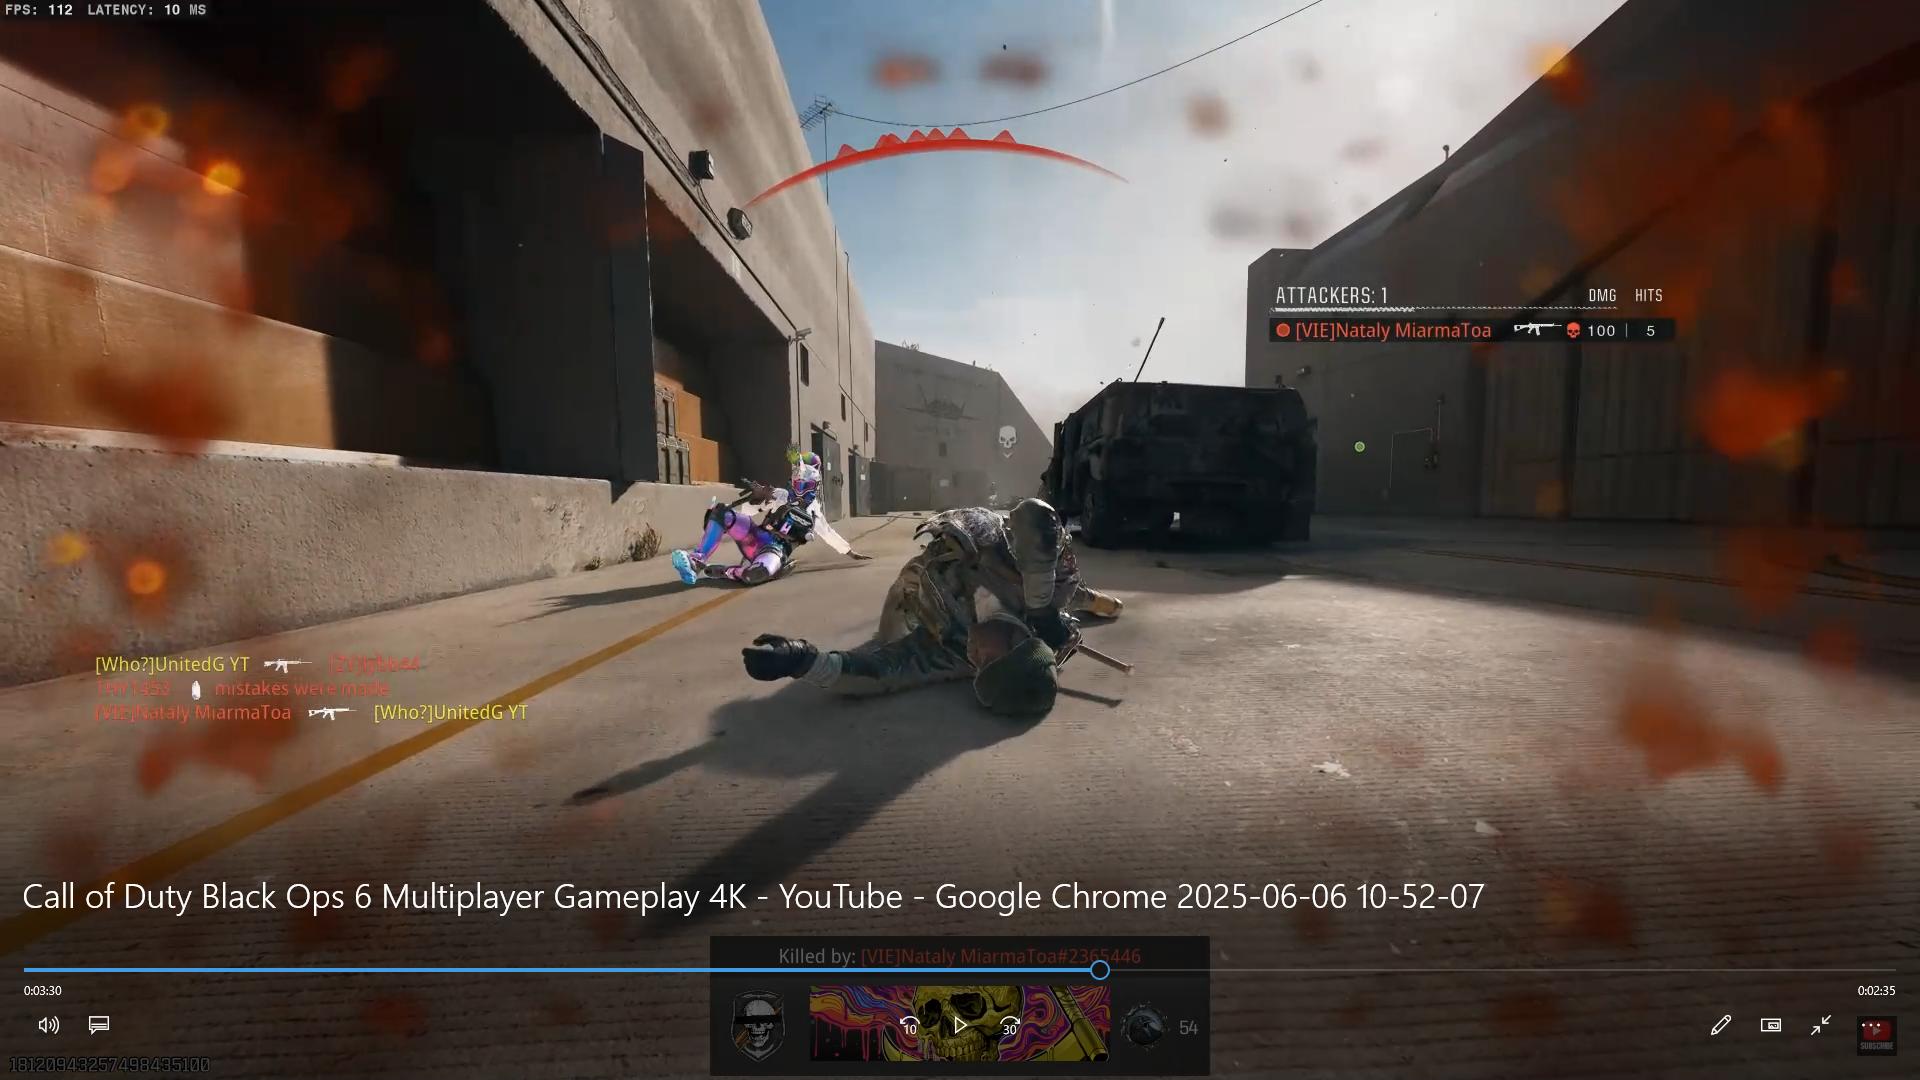 FPS: 112 LATENCY: 10 MS
ATTACKERS: 1 DMG HITS
[VIE]Nataly MiarmaToa 100 | 5
[Who?]UnitedG YT
mistakes were made
[VIE]Nataly MiarmaToa [Who?]UnitedG YT
Call of Duty Black Ops 6 Multiplayer Gameplay 4K - YouTube - Google Chrome 2025-06-06 10-52-07
Killed by: [VIE]Nataly MiarmaToa#2365446
0:03:30
0:02:35
10
30
54
SUBSCRIBE
18120943257498435100